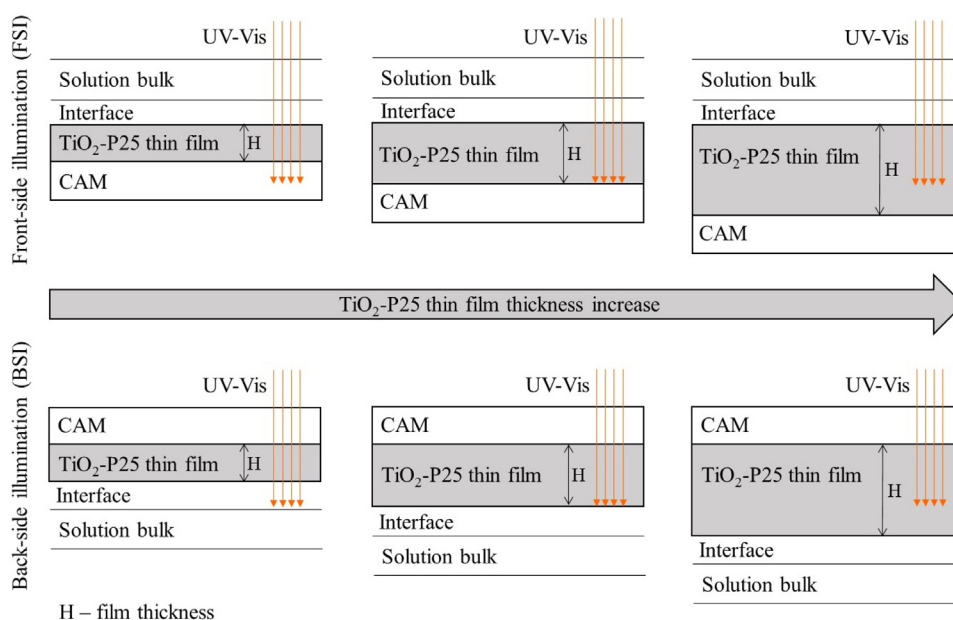 Front-side illumination (FSI)
UV-Vis
Solution bulk
Interface
TiO₂-P25 thin film
H
CAM
UV-Vis
Solution bulk
Interface
TiO₂-P25 thin film
H
CAM
UV-Vis
Solution bulk
Interface
TiO₂-P25 thin film
H
CAM
TiO₂-P25 thin film thickness increase
Back-side illumination (BSI)
UV-Vis
CAM
TiO₂-P25 thin film
H
Interface
Solution bulk
UV-Vis
CAM
TiO₂-P25 thin film
H
Interface
Solution bulk
UV-Vis
CAM
TiO₂-P25 thin film
H
Interface
Solution bulk
H – film thickness